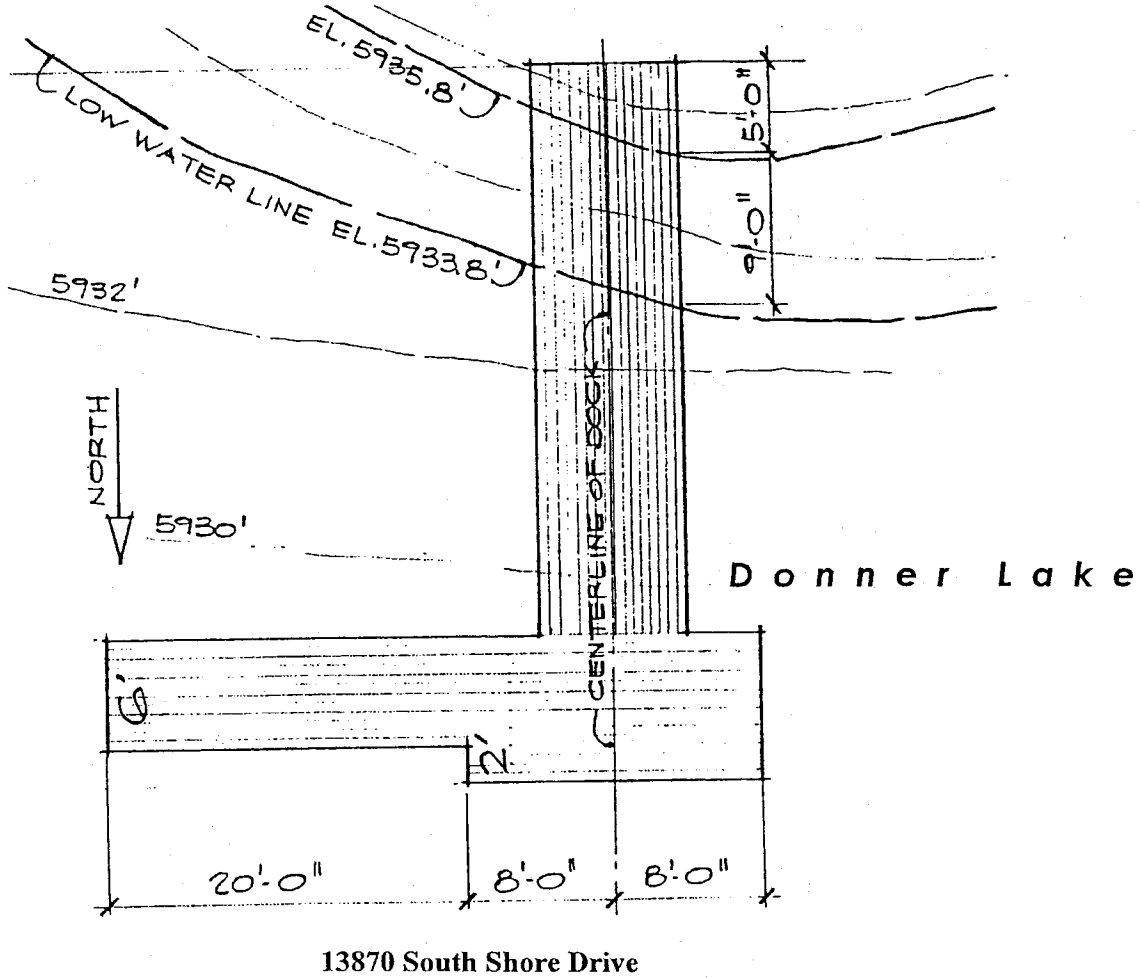 EL. 5935.8'
5'-0"
LOW WATER LINE EL. 5933.8'
9'-0"
5932'
CENTERLINE OF DOCK
NORTH
5930'
Donner Lake
6'
2'
20'-0" 8'-0" 8'-0"
13870 South Shore Drive